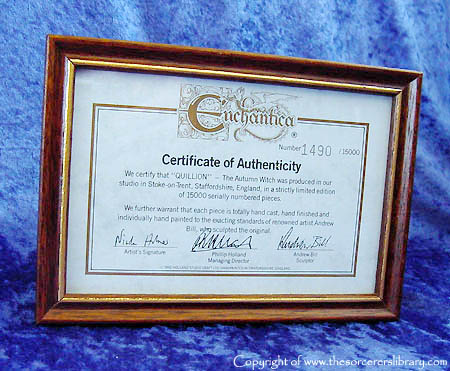 Enchantica ®
Number 1490 /15000
Certificate of Authenticity
We certify that "QUILLION" – The Autumn Witch was produced in our
studio in Stoke-on-Trent, Staffordshire, England, in a strictly limited edition
of 15000 serially numbered pieces.
We further warrant that each piece is totally hand cast, hand finished and
individually hand painted to the exacting standards of renowned artist Andrew
Bill, who sculpted the original.
Andrew Bill
Artist's Signature Phillip Holland Andrew Bill
Managing Director Sculptor
Copyright of www.thesorcererslibrary.com